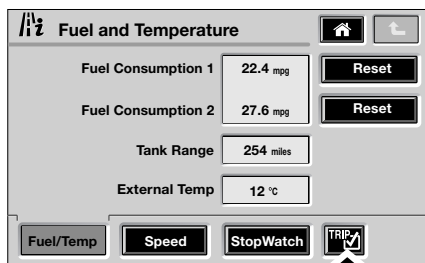 i Fuel and Temperature
Fuel Consumption 1 22.4 mpg Reset
Fuel Consumption 2 27.6 mpg Reset
Tank Range 254 miles
External Temp 12 °C
Fuel/Temp Speed StopWatch TRIP